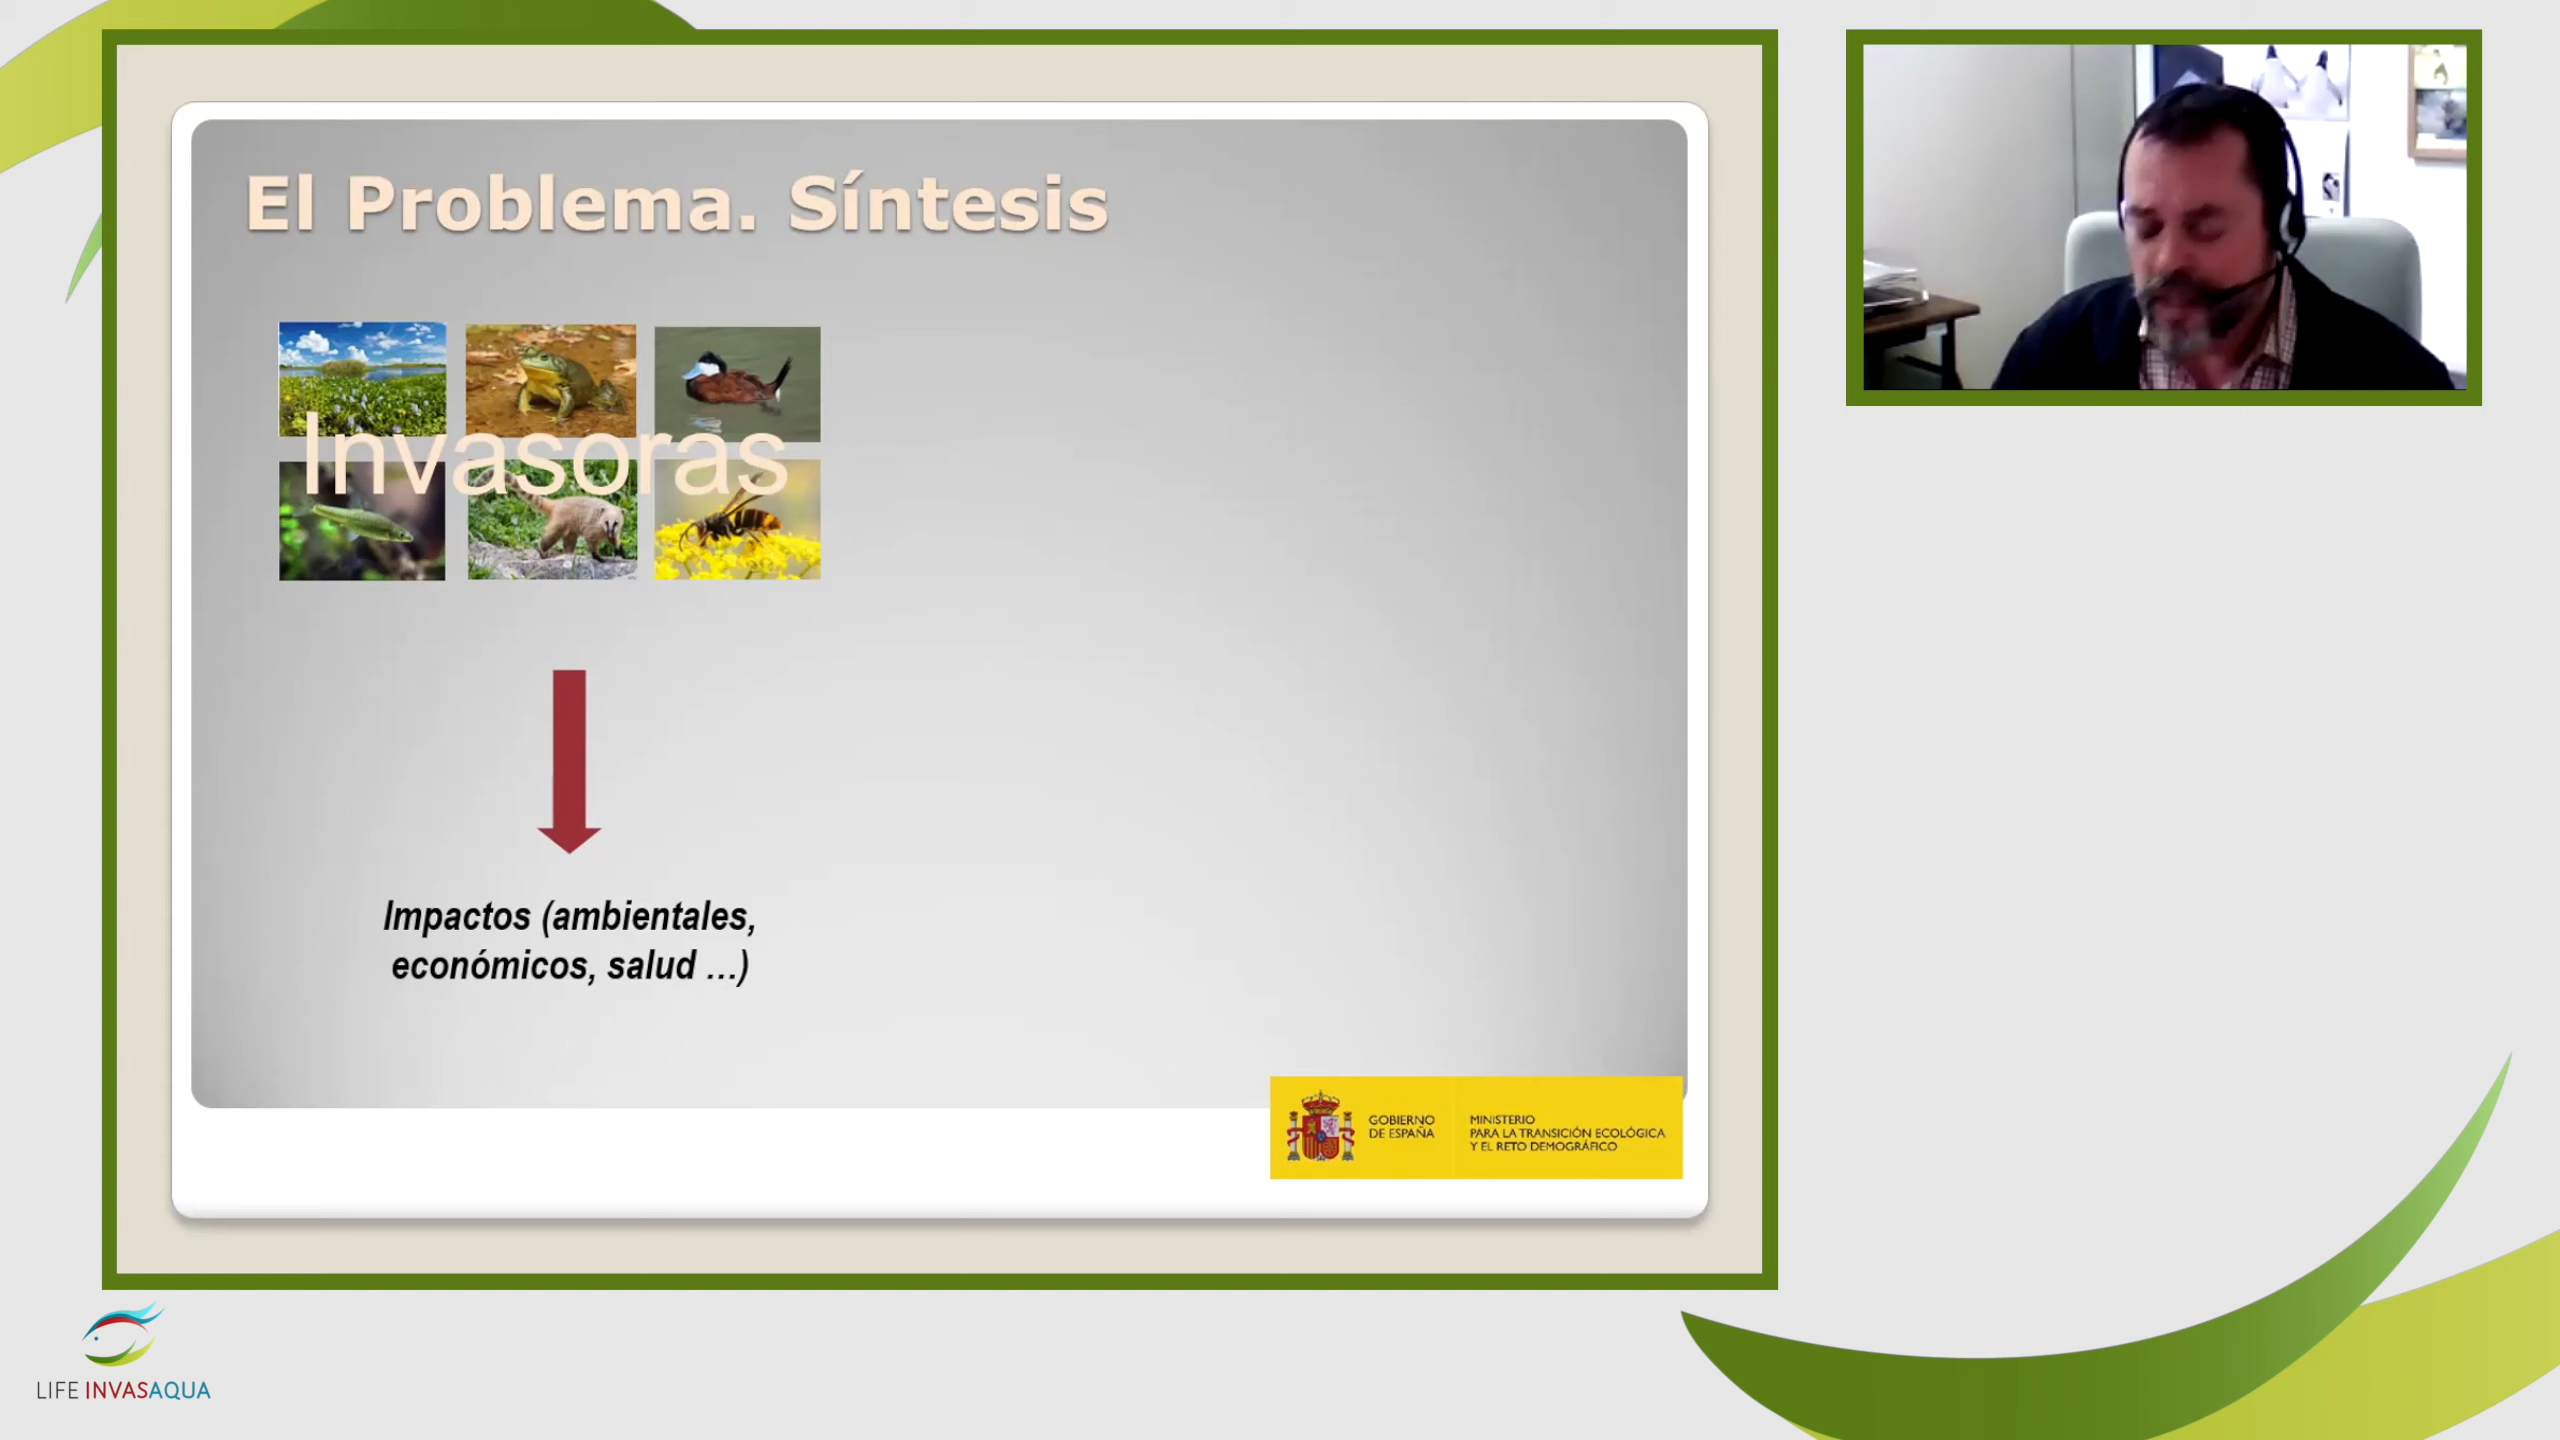 El Problema. Síntesis
Invasoras
Impactos (ambientales,
económicos, salud ...)
GOBIERNO
DE ESPAÑA
MINISTERIO
PARA LA TRANSICIÓN ECOLÓGICA
Y EL RETO DEMOGRÁFICO
LIFE INVASAQUA